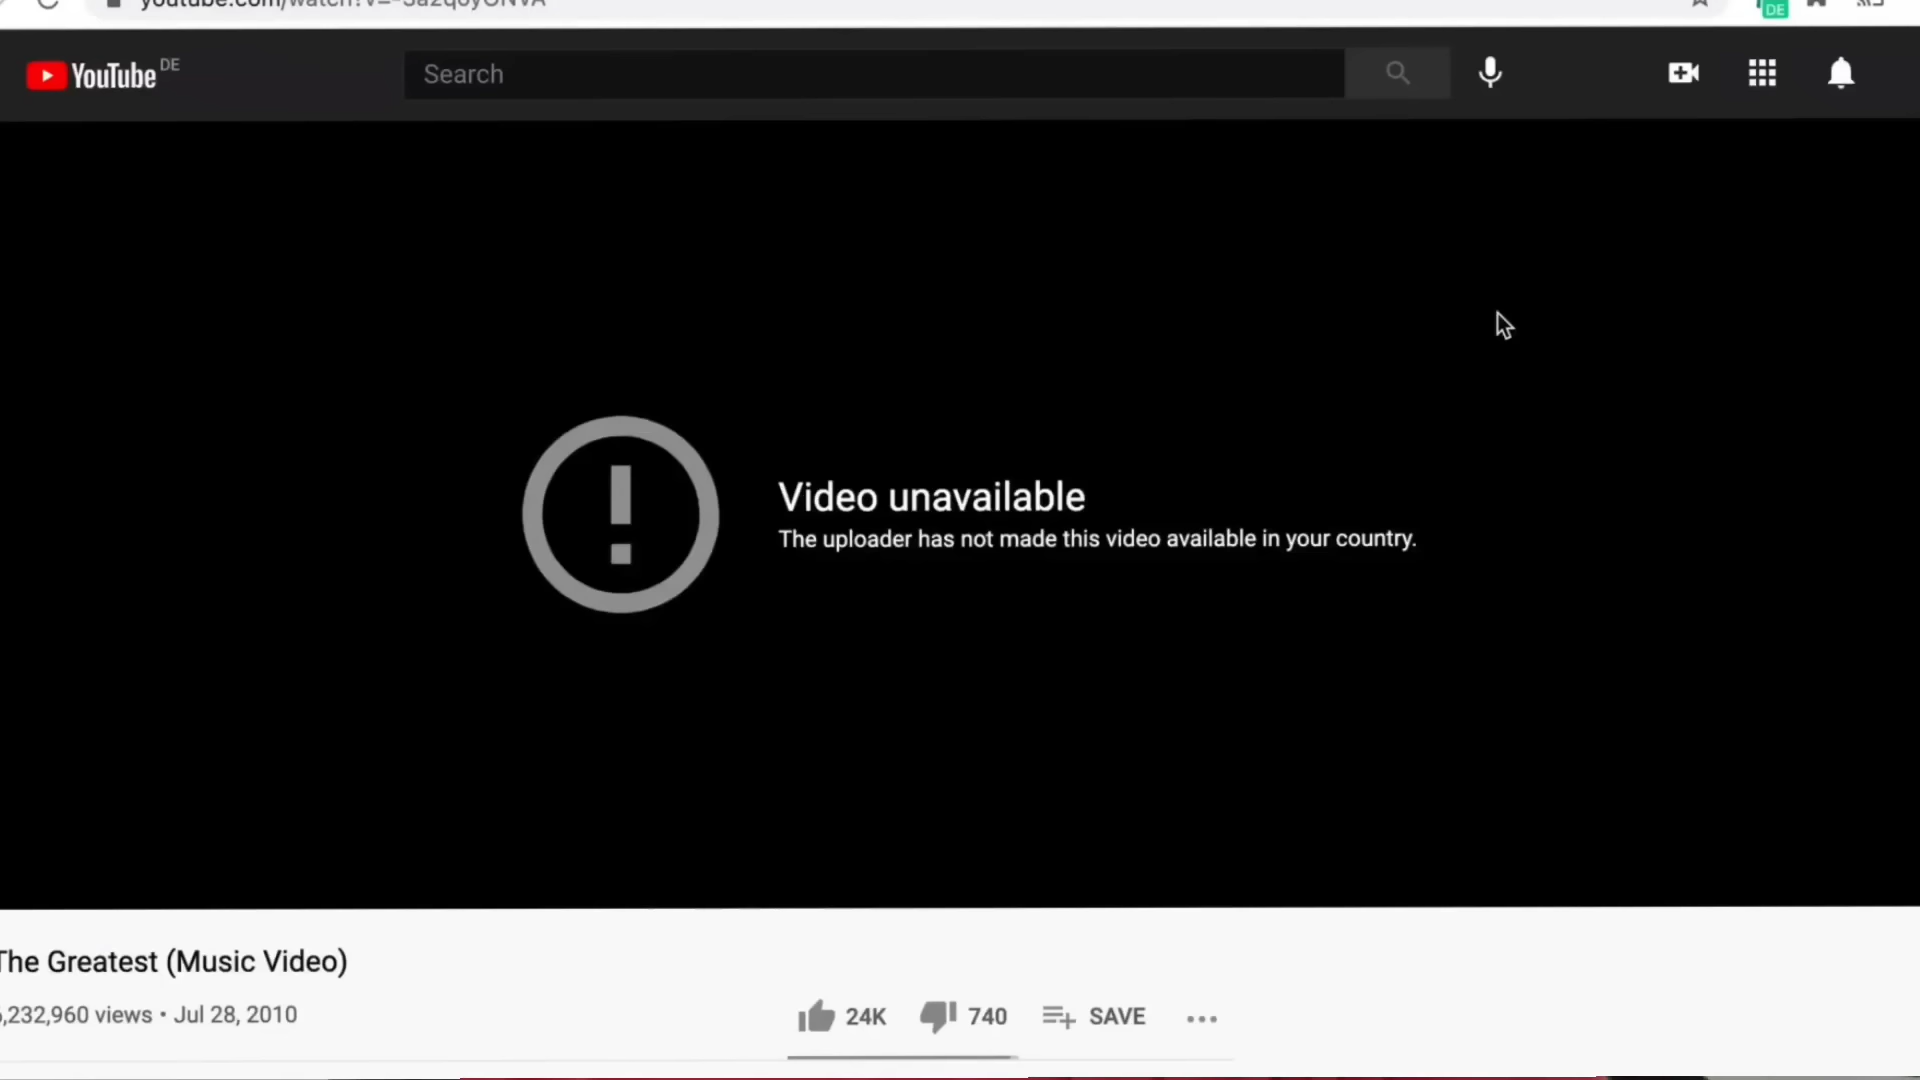 DE
YouTube DE
Search
Video unavailable
The uploader has not made this video available in your country.
The Greatest (Music Video)
,232,960 views • Jul 28, 2010
24K
740
SAVE